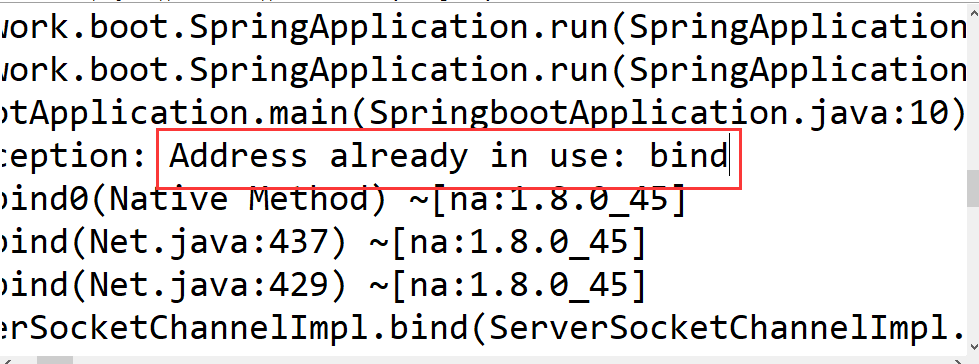 work.boot.SpringApplication.run(SpringApplication
work.boot.SpringApplication.run(SpringApplication
otApplication.main(SpringbootApplication.java:10)
ception: Address already in use: bind
bind0(Native Method) ~[na:1.8.0_45]
bind(Net.java:437) ~[na:1.8.0_45]
bind(Net.java:429) ~[na:1.8.0_45]
erSocketChannelImpl.bind(ServerSocketChannelImpl.